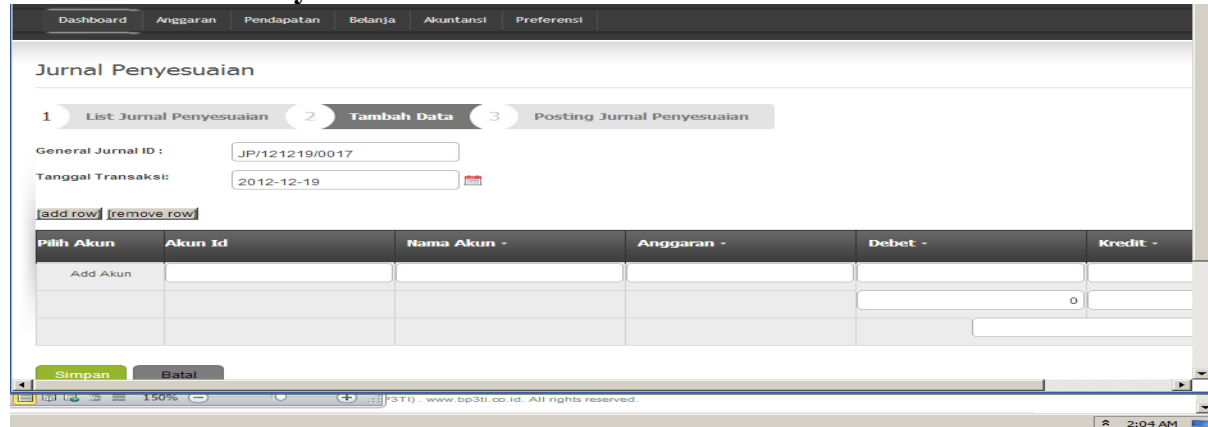 Dashboard Anggaran Pendapatan Belanja Akuntansi Preferensi
Jurnal Penyesuaian
1 List Jurnal Penyesuaian 2 Tambah Data 3 Posting Jurnal Penyesuaian
General Jurnal ID : JP/121219/0017
Tanggal Transaksi: 2012-12-19
[add row] [remove row]
Pilih Akun Akun Id Nama Akun - Anggaran - Debet - Kredit -
Add Akun
0
Simpan Batal
150% P3TI) . www.bp3ti.co.id. All rights reserved.
2:04 AM